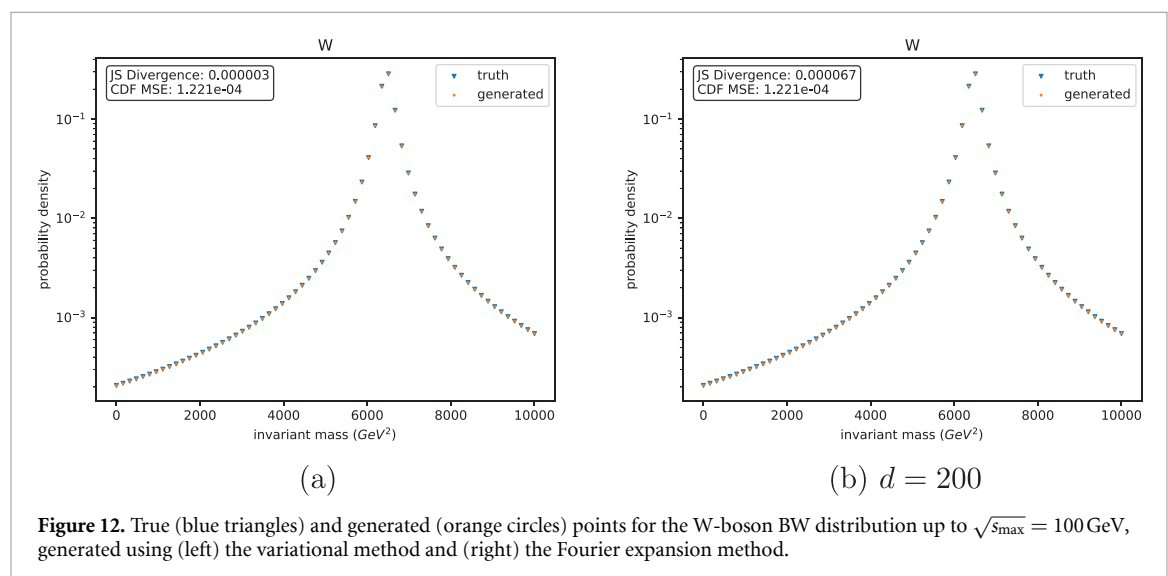 W
JS Divergence: 0.000003
CDF MSE: 1.221e-04
truth
generated
10⁻¹
10⁻²
10⁻³
probability density
0 2000 4000 6000 8000 10000
invariant mass (GeV²)
(a)
W
JS Divergence: 0.000067
CDF MSE: 1.221e-04
truth
generated
10⁻¹
10⁻²
10⁻³
probability density
0 2000 4000 6000 8000 10000
invariant mass (GeV²)
(b) d = 200
Figure 12. True (blue triangles) and generated (orange circles) points for the W-boson BW distribution up to √s_max = 100 GeV,
generated using (left) the variational method and (right) the Fourier expansion method.